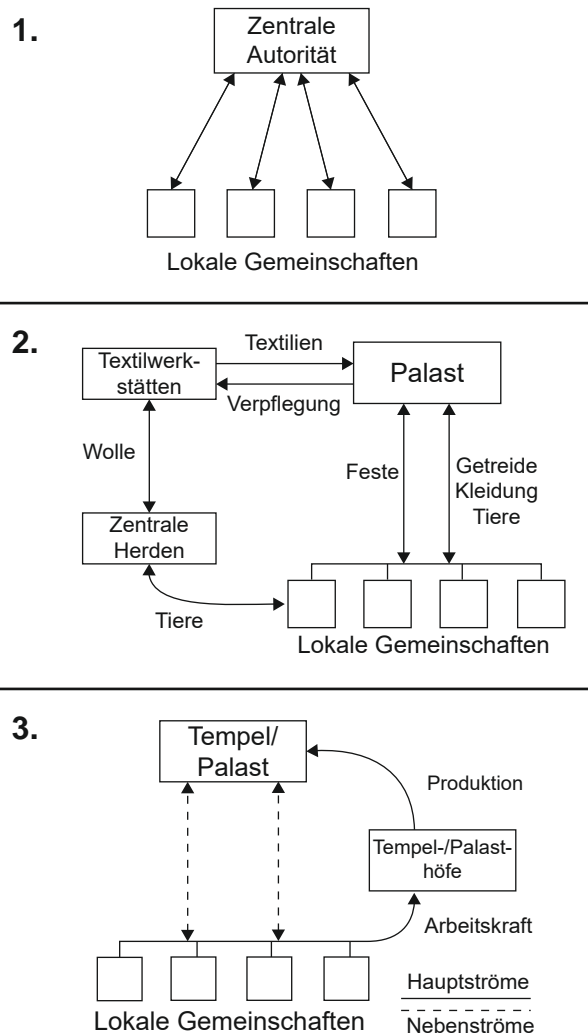 1.
Zentrale
Autorität
Lokale Gemeinschaften
2.
Textilwerk-
stätten
Textilien
Verpflegung
Palast
Wolle
Feste
Getreide
Kleidung
Tiere
Zentrale
Herden
Tiere
Lokale Gemeinschaften
3.
Tempel/
Palast
Produktion
Tempel-/Palast-
höfe
Arbeitskraft
Lokale Gemeinschaften
Hauptströme
Nebenströme